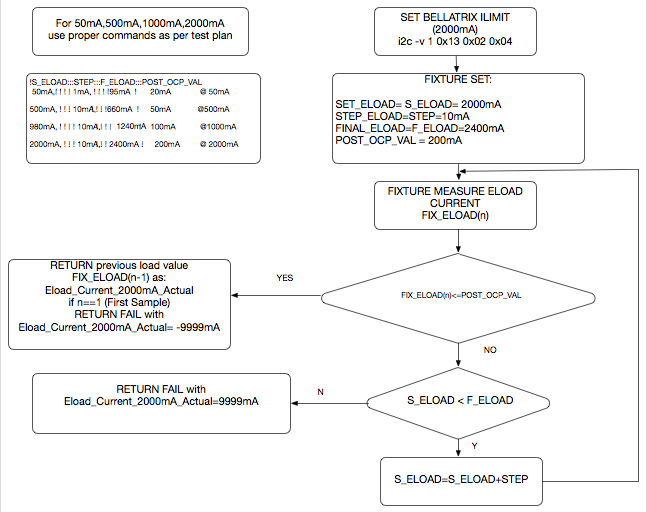 For 50mA,500mA,1000mA,2000mA
use proper commands as per test plan
SET BELLATRIX ILIMIT
(2000mA)
i2c -v 1 0x13 0x02 0x04
!S_ELOAD:::STEP:::F_ELOAD:::POST_OCP_VAL
50mA, ! ! ! ! 1mA, ! ! ! !95mA ! 20mA @ 50mA
500mA, ! ! ! 10mA,! ! !660mA ! 50mA @500mA
980mA, ! ! ! ! 10mA,! ! ! 1240mA 100mA @1000mA
2000mA, ! ! ! 10mA,! ! 2400mA ! 200mA @ 2000mA
FIXTURE SET:
SET_ELOAD= S_ELOAD= 2000mA
STEP_ELOAD=STEP=10mA
FINAL_ELOAD=F_ELOAD=2400mA
POST_OCP_VAL = 200mA
FIXTURE MEASURE ELOAD
CURRENT
FIX_ELOAD(n)
FIX_ELOAD(n)<=POST_OCP_VAL
YES
RETURN previous load value
FIX_ELOAD(n-1) as:
Eload_Current_2000mA_Actual
if n==1 (First Sample)
RETURN FAIL with
Eload_Current_2000mA_Actual= -9999mA
NO
S_ELOAD < F_ELOAD
N
RETURN FAIL with
Eload_Current_2000mA_Actual=9999mA
Y
S_ELOAD=S_ELOAD+STEP